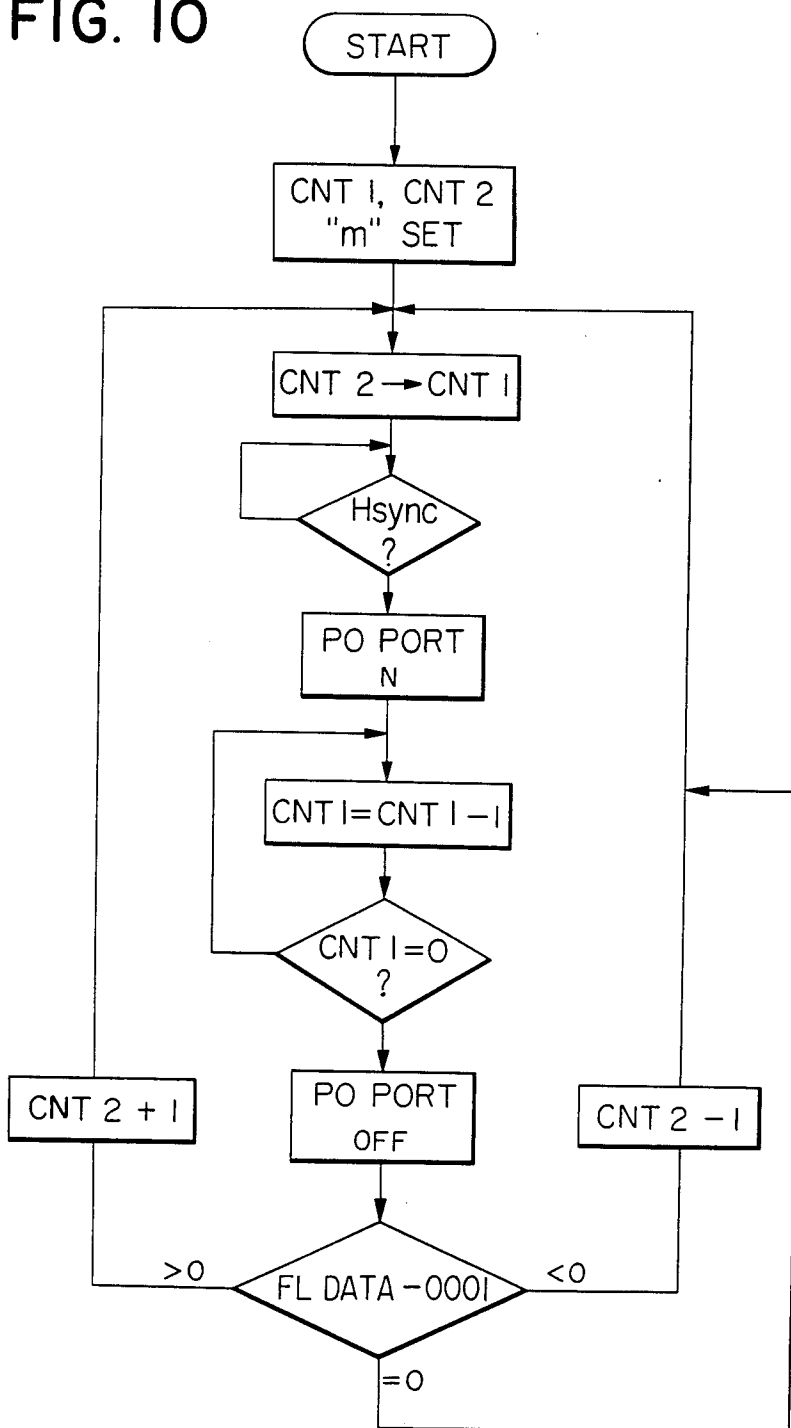 FIG. 10
START
CNT 1, CNT 2
"m" SET
CNT 2 → CNT 1
Hsync
?
PO PORT
N
CNT 1 = CNT 1 - 1
CNT 1 = 0
?
PO PORT
OFF
CNT 2 + 1
CNT 2 - 1
>0
FL DATA - 0001
<0
=0